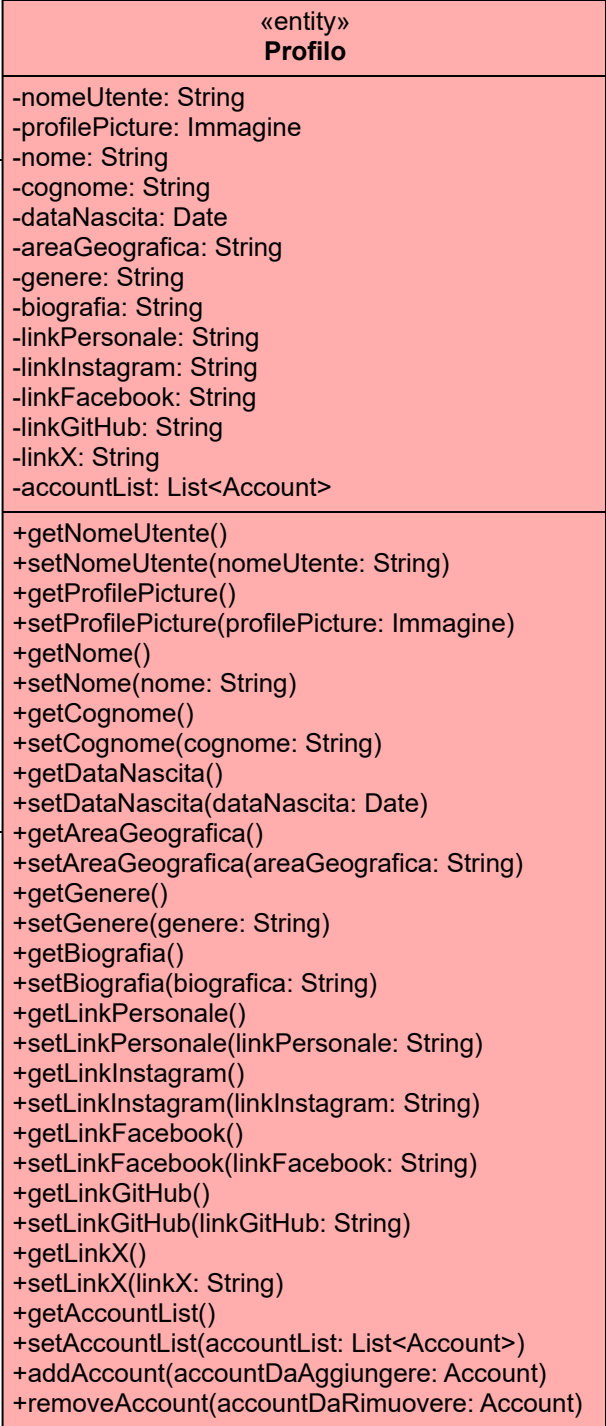 «entity»
Profilo
-nomeUtente: String
-profilePicture: Immagine
-nome: String
-cognome: String
-dataNascita: Date
-areaGeografica: String
-genere: String
-biografia: String
-linkPersonale: String
-linkInstagram: String
-linkFacebook: String
-linkGitHub: String
-linkX: String
-accountList: List<Account>
+getNomeUtente()
+setNomeUtente(nomeUtente: String)
+getProfilePicture()
+setProfilePicture(profilePicture: Immagine)
+getNome()
+setNome(nome: String)
+getCognome()
+setCognome(cognome: String)
+getDataNascita()
+setDataNascita(dataNascita: Date)
+getAreaGeografica()
+setAreaGeografica(areaGeografica: String)
+getGenere()
+setGenere(genere: String)
+getBiografia()
+setBiografia(biografica: String)
+getLinkPersonale()
+setLinkPersonale(linkPersonale: String)
+getLinkInstagram()
+setLinkInstagram(linkInstagram: String)
+getLinkFacebook()
+setLinkFacebook(linkFacebook: String)
+getLinkGitHub()
+setLinkGitHub(linkGitHub: String)
+getLinkX()
+setLinkX(linkX: String)
+getAccountList()
+setAccountList(accountList: List<Account>)
+addAccount(accountDaAggiungere: Account)
+removeAccount(accountDaRimuovere: Account)